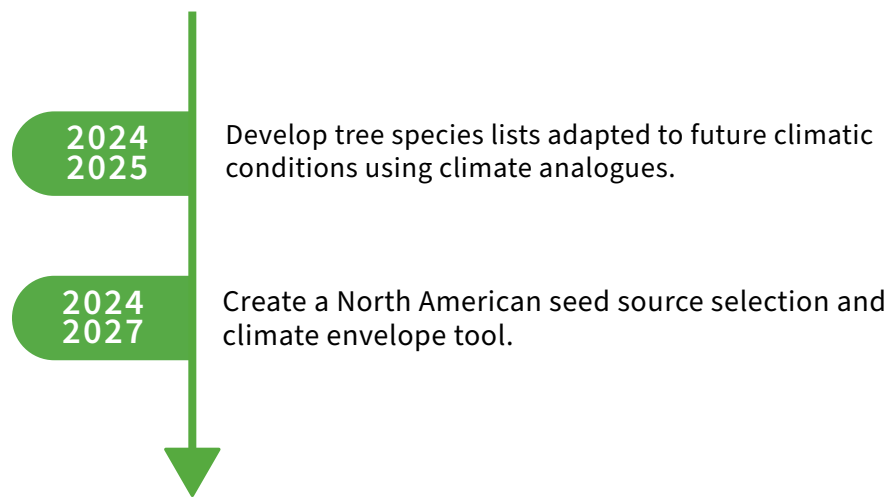 2024
2025
Develop tree species lists adapted to future climatic
conditions using climate analogues.
2024
2027
Create a North American seed source selection and
climate envelope tool.